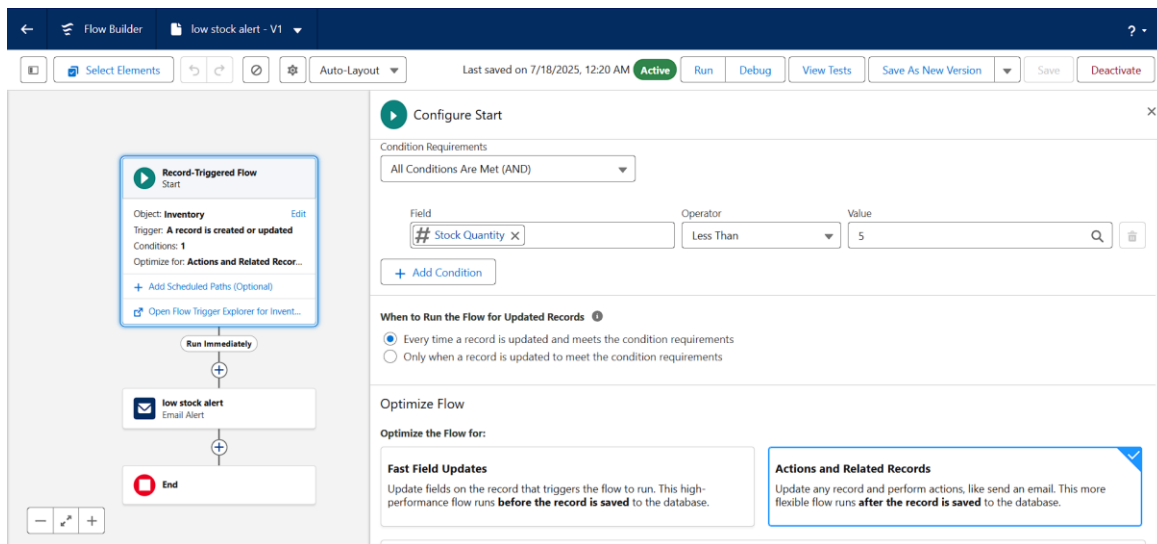 Flow Builder
low stock alert - V1
?
Select Elements
Auto-Layout
Last saved on 7/18/2025, 12:20 AM
Active
Run
Debug
View Tests
Save As New Version
Save
Deactivate
Record-Triggered Flow
Start
Object: Inventory
Edit
Trigger: A record is created or updated
Conditions: 1
Optimize for: Actions and Related Recor...
+ Add Scheduled Paths (Optional)
Open Flow Trigger Explorer for Invent...
Run Immediately
low stock alert
Email Alert
End
Configure Start
Condition Requirements
All Conditions Are Met (AND)
Field
Operator
Value
Stock Quantity
Less Than
5
+ Add Condition
When to Run the Flow for Updated Records
Every time a record is updated and meets the condition requirements
Only when a record is updated to meet the condition requirements
Optimize Flow
Optimize the Flow for:
Fast Field Updates
Update fields on the record that triggers the flow to run. This high-
performance flow runs before the record is saved to the database.
Actions and Related Records
Update any record and perform actions, like send an email. This more
flexible flow runs after the record is saved to the database.